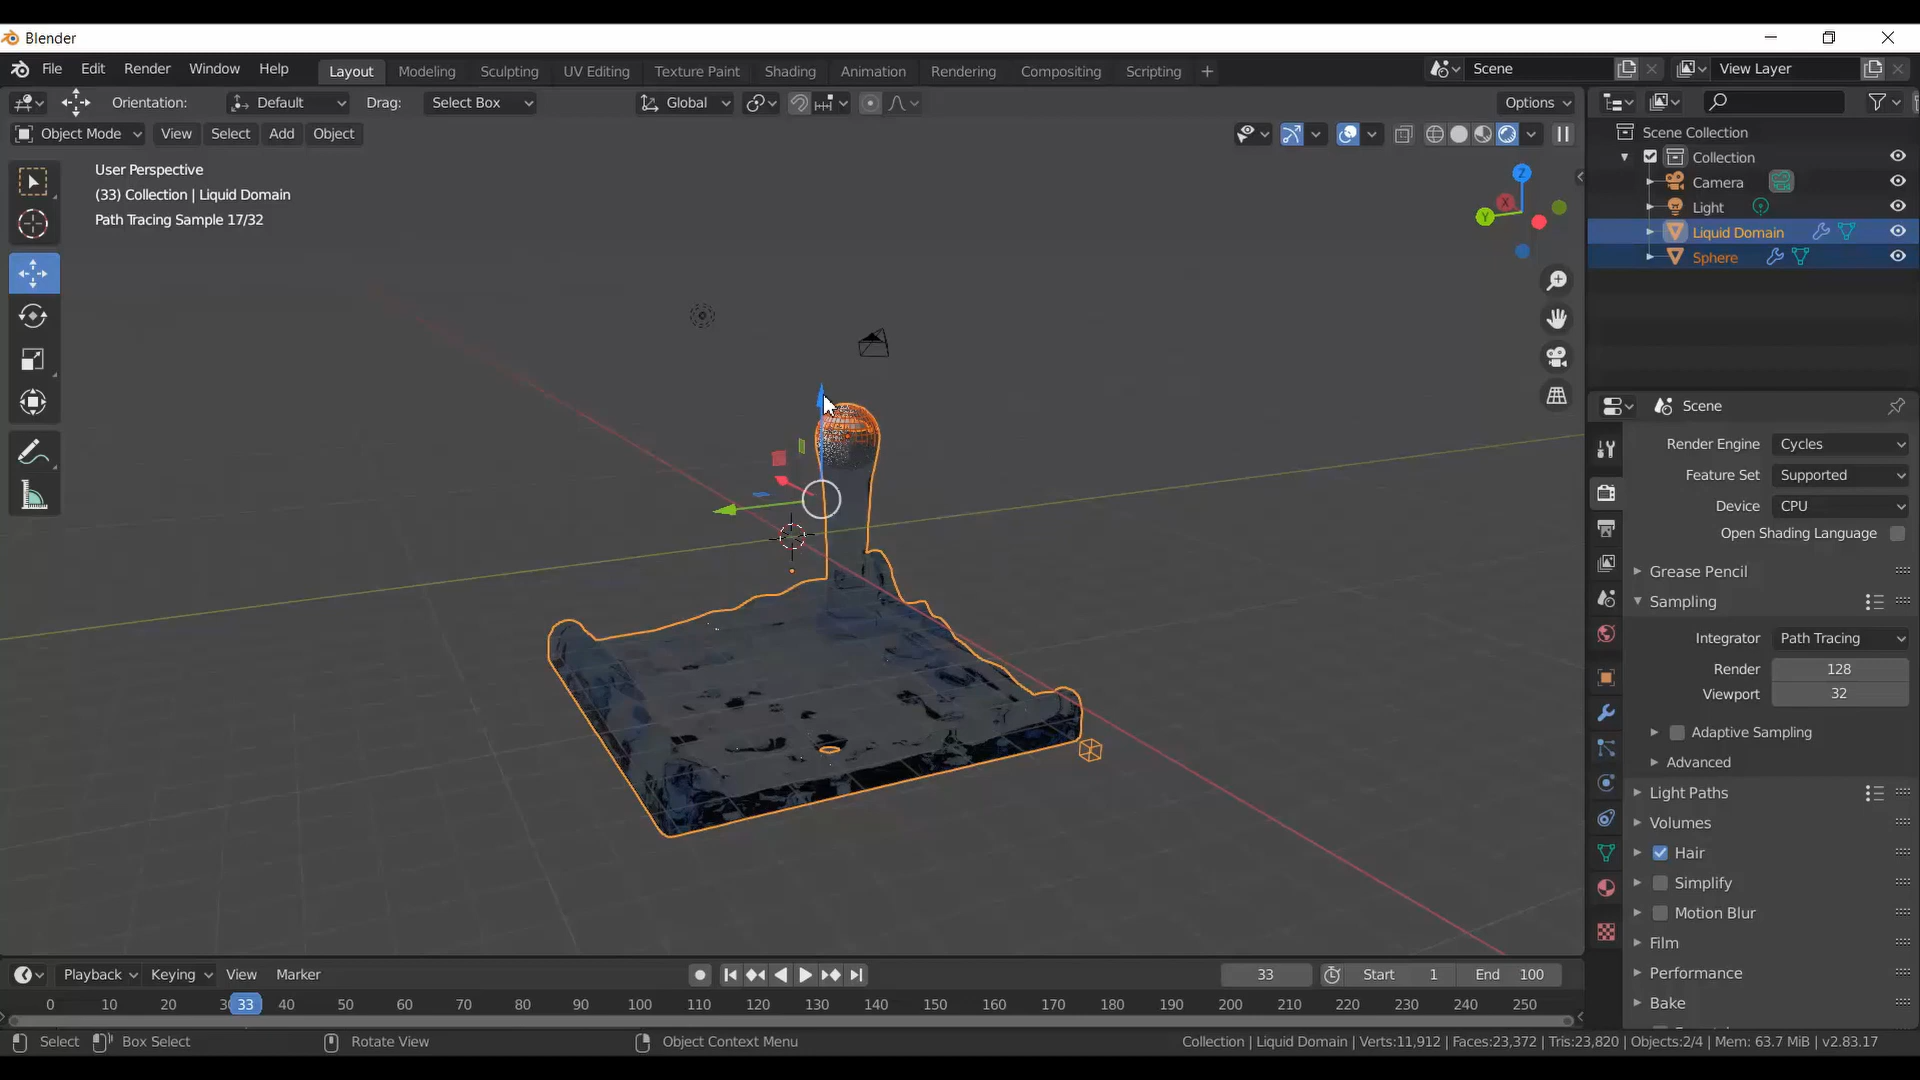 Blender
File Edit Render Window Help Layout Modeling Sculpting UV Editing Texture Paint Shading Animation Rendering Compositing Scripting + Scene View Layer
Orientation: Default Drag: Select Box Global Options
Object Mode View Select Add Object
User Perspective
(33) Collection | Liquid Domain
Path Tracing Sample 17/32
Z
X
Y
Scene Collection
Collection
Camera
Light
Liquid Domain
Sphere
Scene
Render Engine Cycles
Feature Set Supported
Device CPU
Open Shading Language
Grease Pencil
Sampling
Integrator Path Tracing
Render 128
Viewport 32
Adaptive Sampling
Advanced
Light Paths
Volumes
Hair
Simplify
Motion Blur
Film
Performance
Bake
Playback Keying View Marker 33 Start 1 End 100
0 10 20 33 40 50 60 70 80 90 100 110 120 130 140 150 160 170 180 190 200 210 220 230 240 250
Select Box Select Rotate View Object Context Menu Collection | Liquid Domain | Verts:11,912 | Faces:23,372 | Tris:23,820 | Objects:2/4 | Mem: 63.7 MiB | v2.83.17